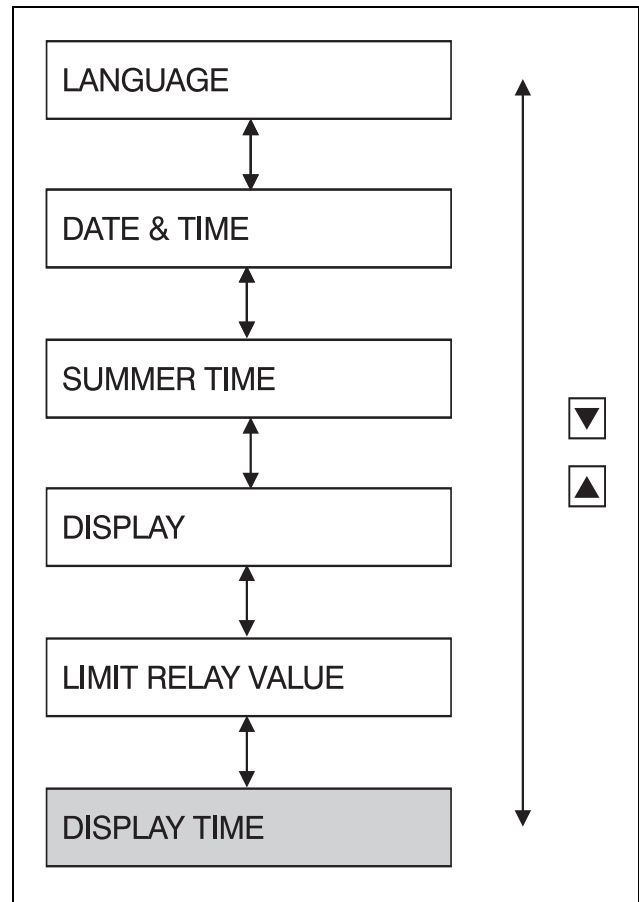 LANGUAGE
DATE & TIME
SUMMER TIME
DISPLAY
LIMIT RELAY VALUE
DISPLAY TIME